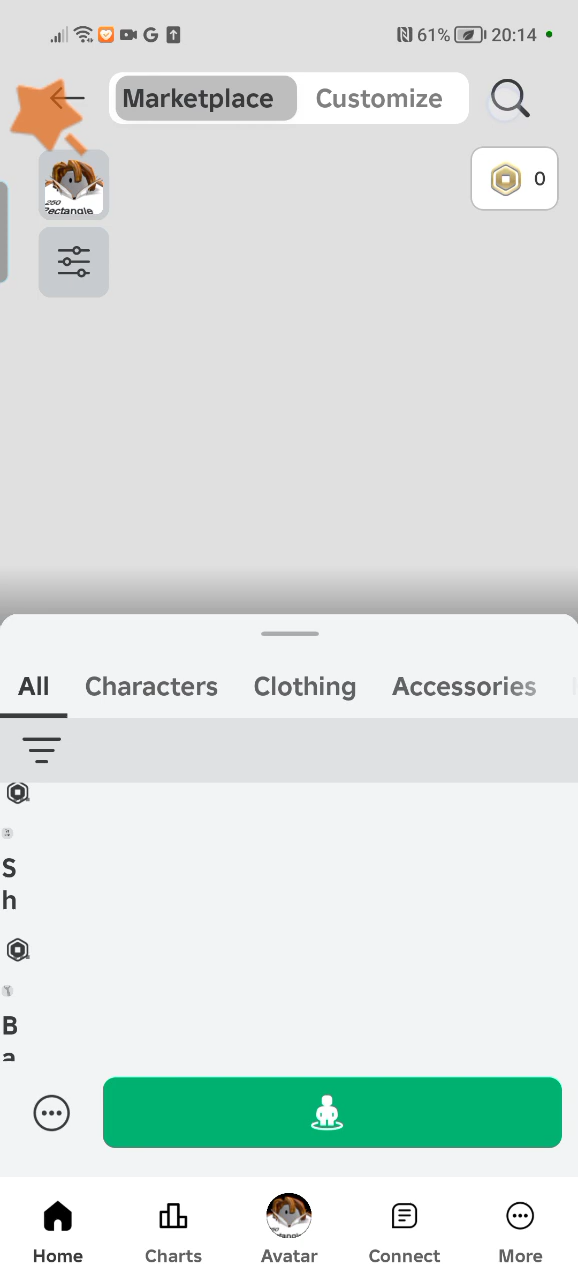 61% 20:14
Marketplace Customize
250
Rectangle
0
All Characters Clothing Accessories
S
h
B
a
Home Charts Avatar Connect More